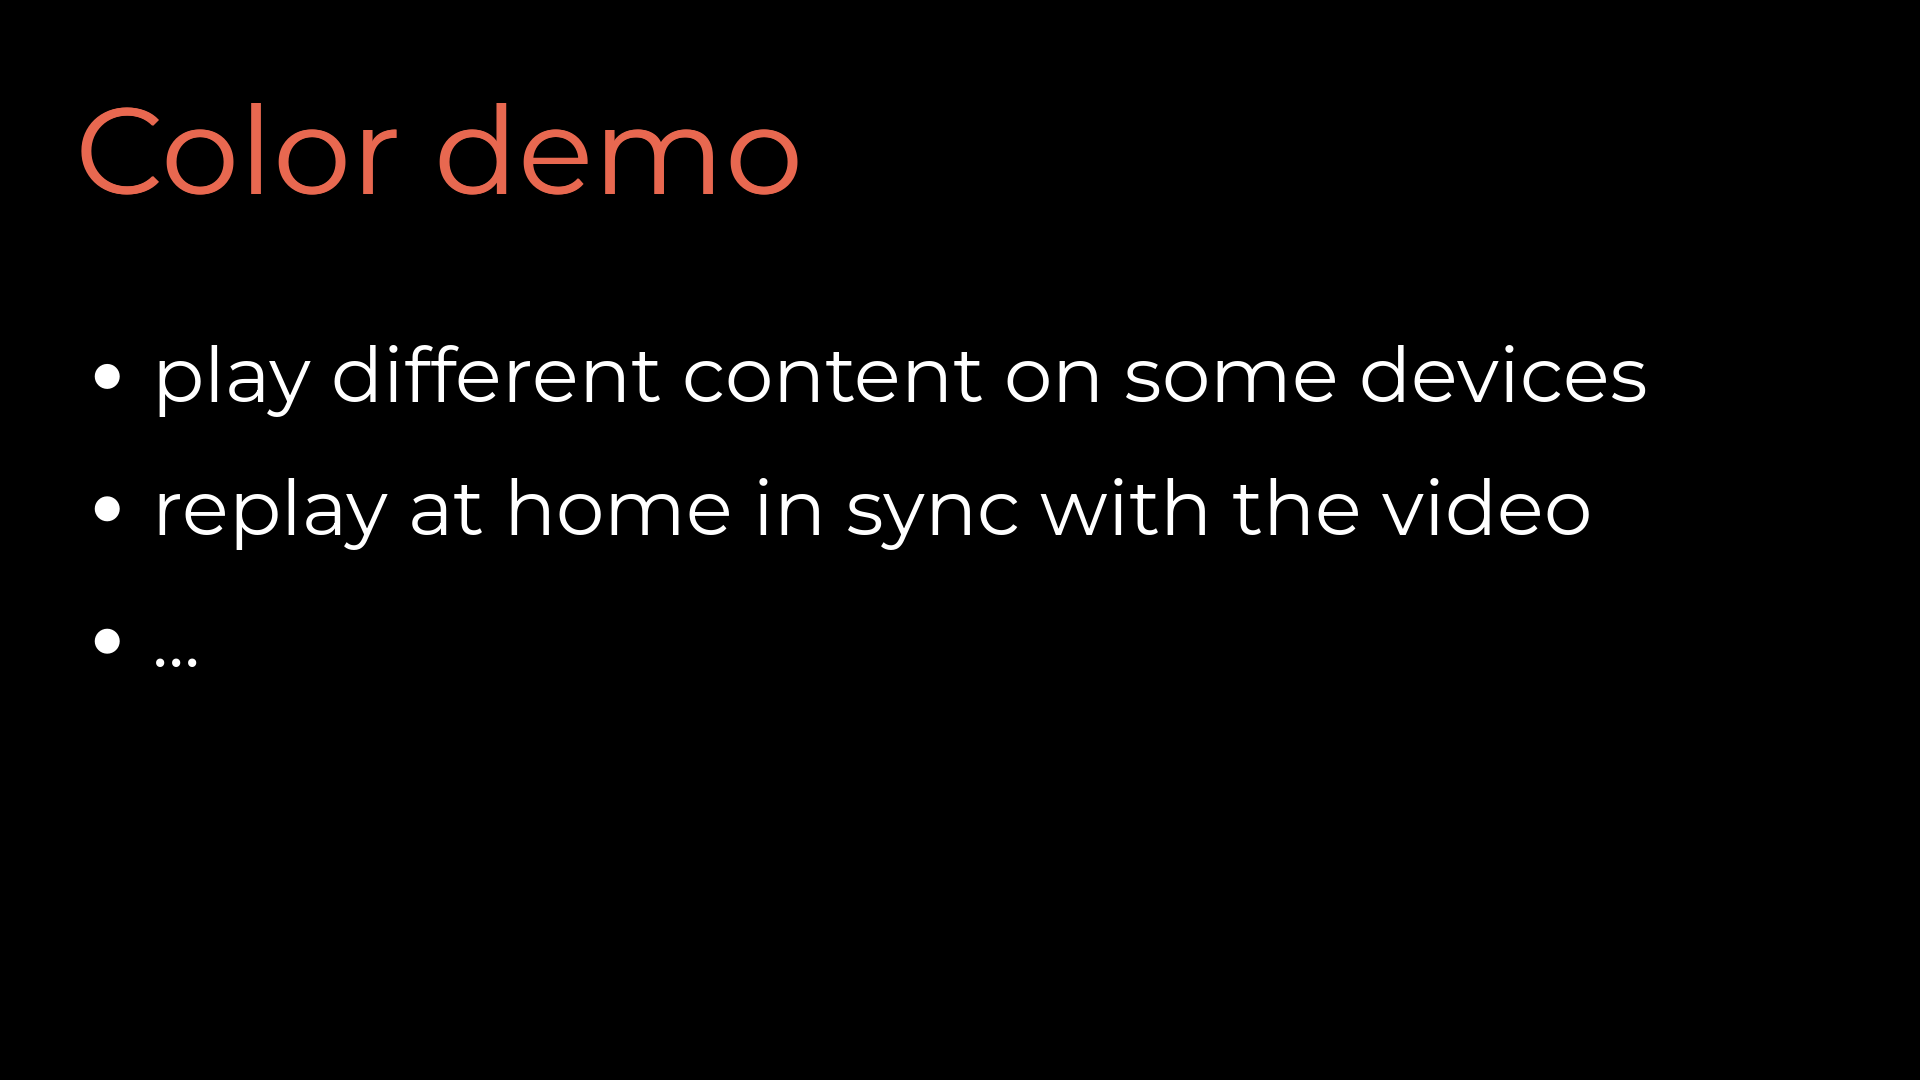 Color demo
• play different content on some devices
• replay at home in sync with the video
• ...